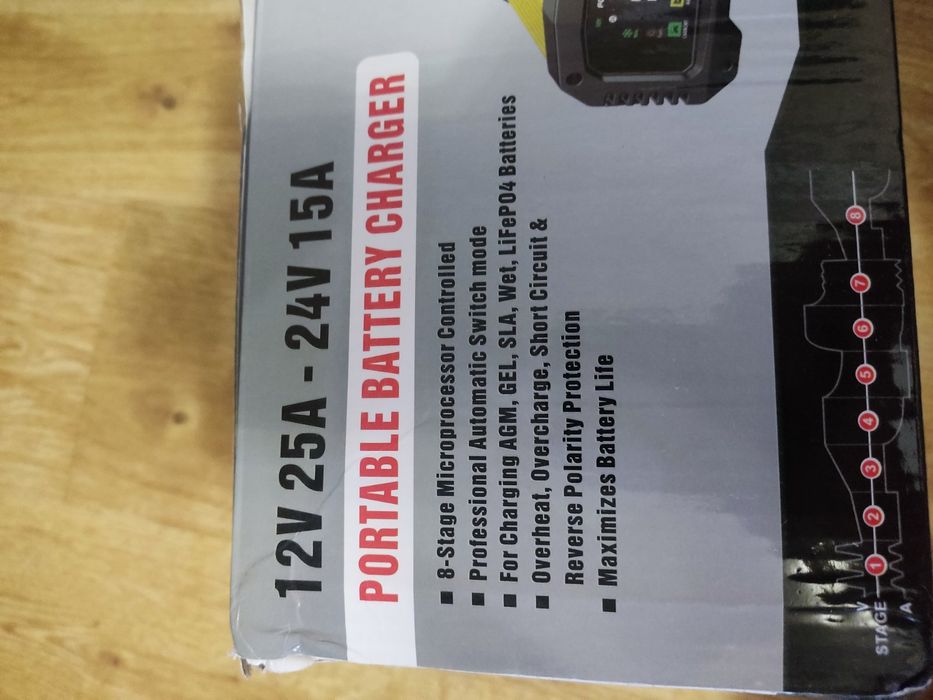 12V 25A - 24V 15A
PORTABLE BATTERY CHARGER
■ 8-Stage Microprocessor Controlled
■ Professional Automatic Switch mode
■ For Charging AGM, GEL, SLA, Wet, LiFePO4 Batteries
■ Overheat, Overcharge, Short Circuit &
Reverse Polarity Protection
■ Maximizes Battery Life
V
STAGE 1 2 3 4 5 6 7 8
A